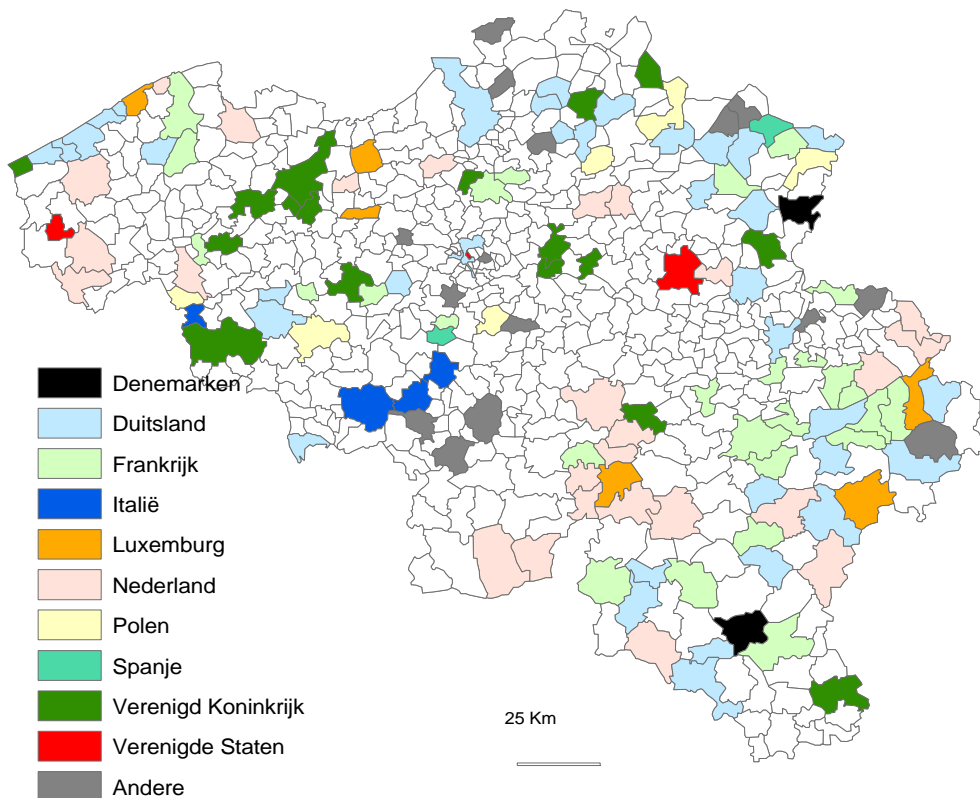 Denemarken
Duitsland
Frankrijk
Italië
Luxemburg
Nederland
Polen
Spanje
Verenigd Koninkrijk
Verenigde Staten
Andere
25 Km